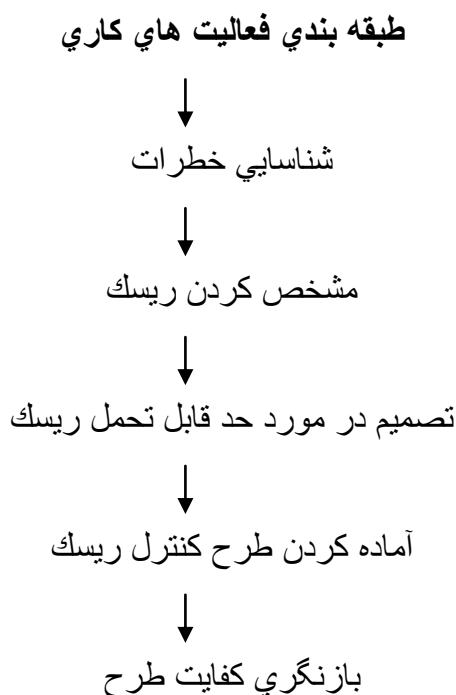 طبقه بندي فعاليت هاي كاري
شناسايي خطرات
مشخص كردن ريسك
تصميم در مورد حد قابل تحمل ريسك
آماده كردن طرح كنترل ريسك
بازنگري كفايت طرح